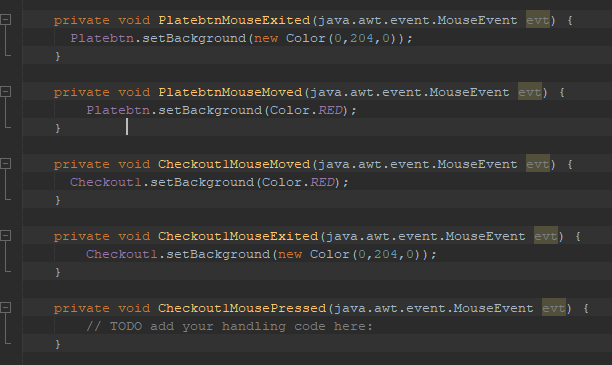 private void PlatebtnMouseExited(java.awt.event.MouseEvent evt) {
Platebtn.setBackground(new Color(0,204,0));
}
private void PlatebtnMouseMoved(java.awt.event.MouseEvent evt) {
Platebtn.setBackground(Color.RED);
}
private void Checkout1MouseMoved(java.awt.event.MouseEvent evt) {
Checkout1.setBackground(Color.RED);
}
private void Checkout1MouseExited(java.awt.event.MouseEvent evt) {
Checkout1.setBackground(new Color(0,204,0));
}
private void Checkout1MousePressed(java.awt.event.MouseEvent evt) {
// TODO add your handling code here:
}